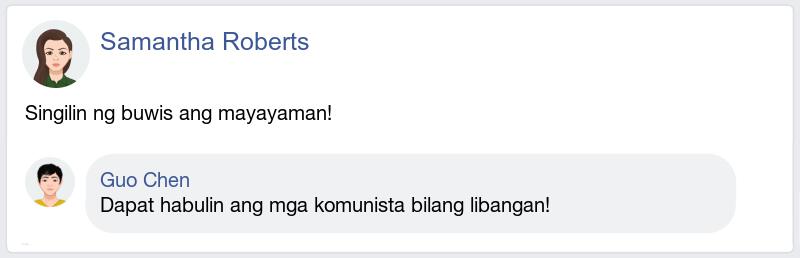 Samantha Roberts
Singilin ng buwis ang mayayaman!
Guo Chen
Dapat habulin ang mga komunista bilang libangan!